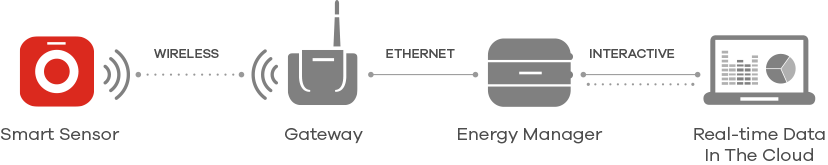 WIRELESS
ETHERNET
INTERACTIVE
Smart Sensor
Gateway
Energy Manager
Real-time Data
In The Cloud